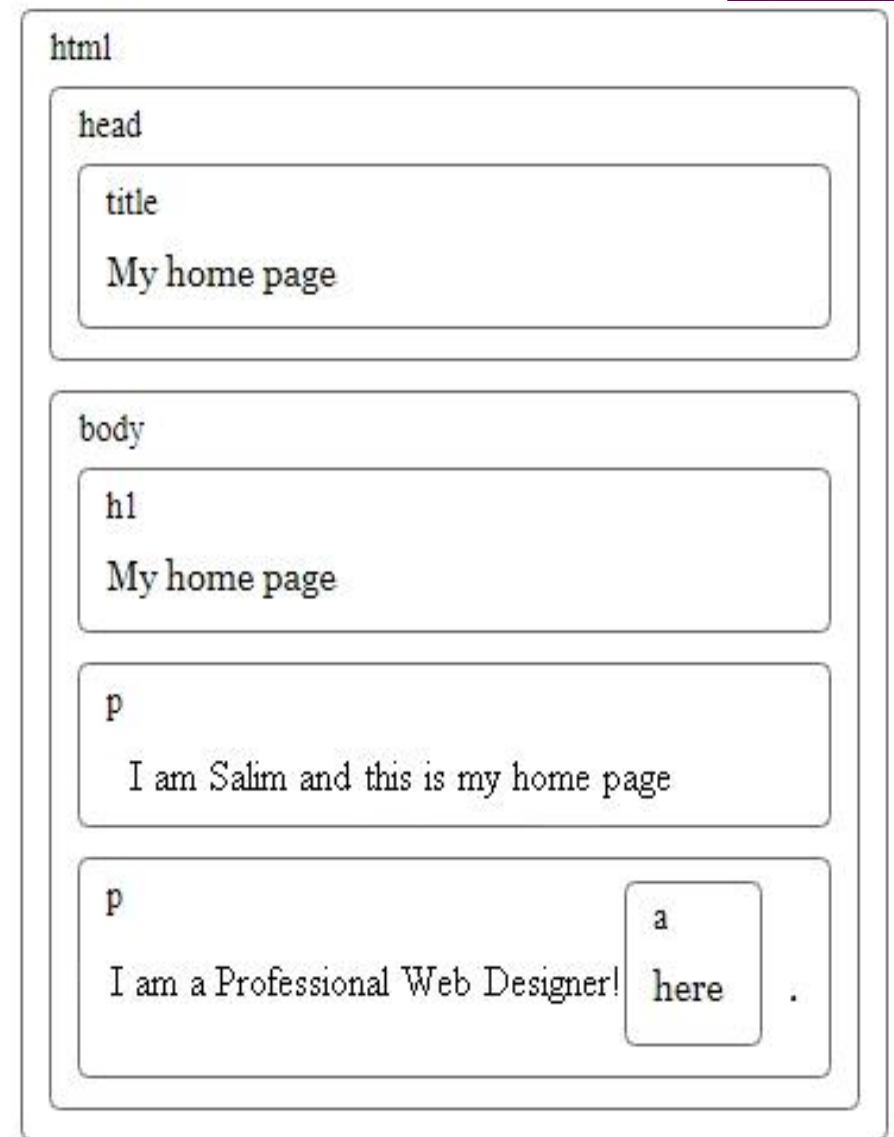 html
head
title
My home page
body
h1
My home page
p
I am Salim and this is my home page
p
a
I am a Professional Web Designer! here .